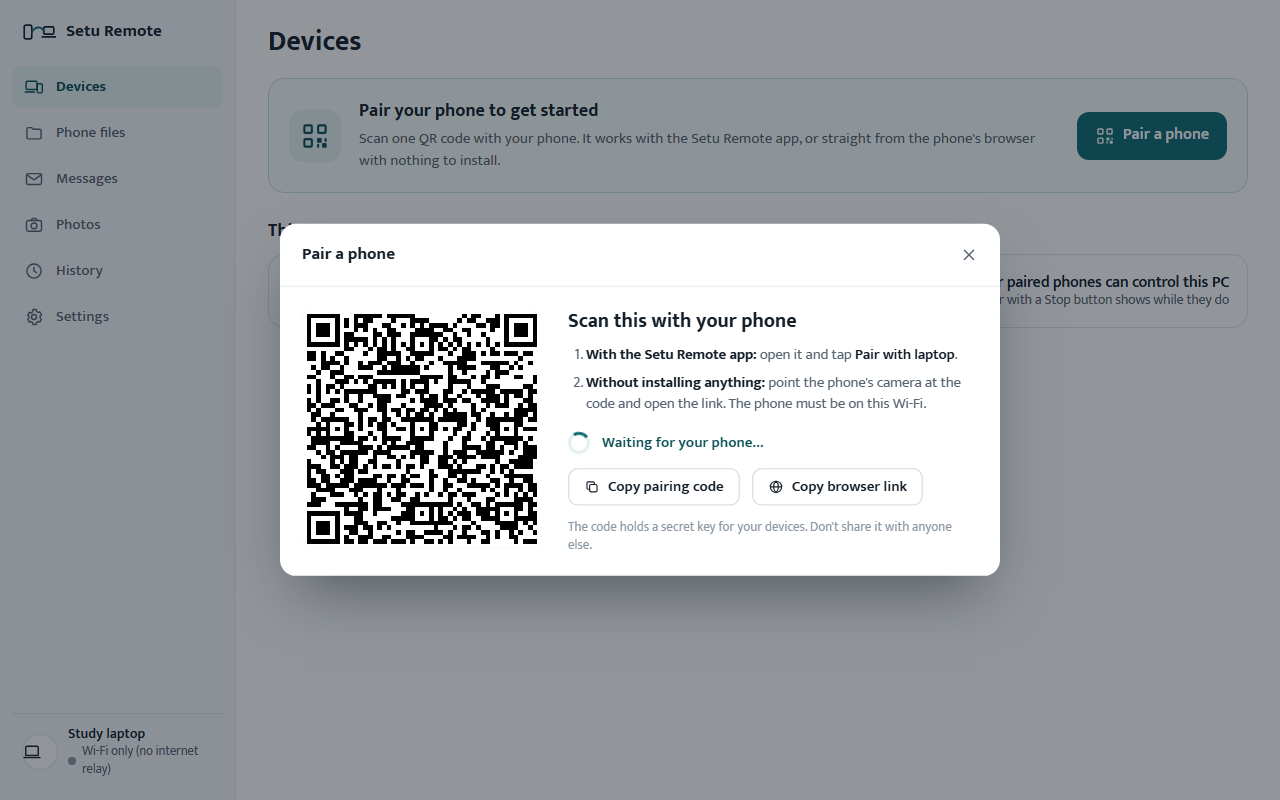 Setu Remote
Devices
Phone files
Messages
Photos
History
Settings
Study laptop
Wi-Fi only (no internet
relay)
Devices
Pair your phone to get started
Scan one QR code with your phone. It works with the Setu Remote app, or straight from the phone's browser
with nothing to install.
Pair a phone
paired phones can control this PC
with a Stop button shows while they do
Pair a phone
Scan this with your phone
1. With the Setu Remote app: open it and tap Pair with laptop.
2. Without installing anything: point the phone's camera at the
code and open the link. The phone must be on this Wi-Fi.
Waiting for your phone...
Copy pairing code
Copy browser link
The code holds a secret key for your devices. Don't share it with anyone
else.